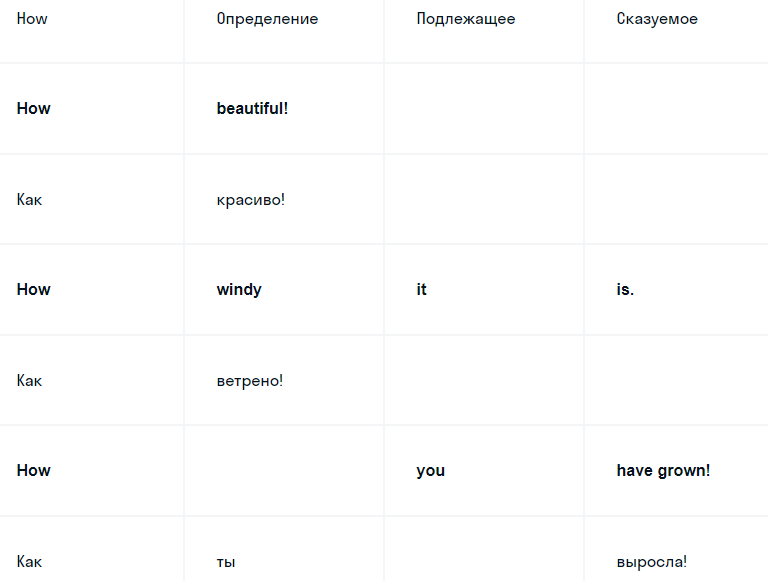 How Определение Подлежащее Сказуемое
How beautiful!
Как красиво!
How windy it is.
Как ветрено!
How you have grown!
Как ты выросла!